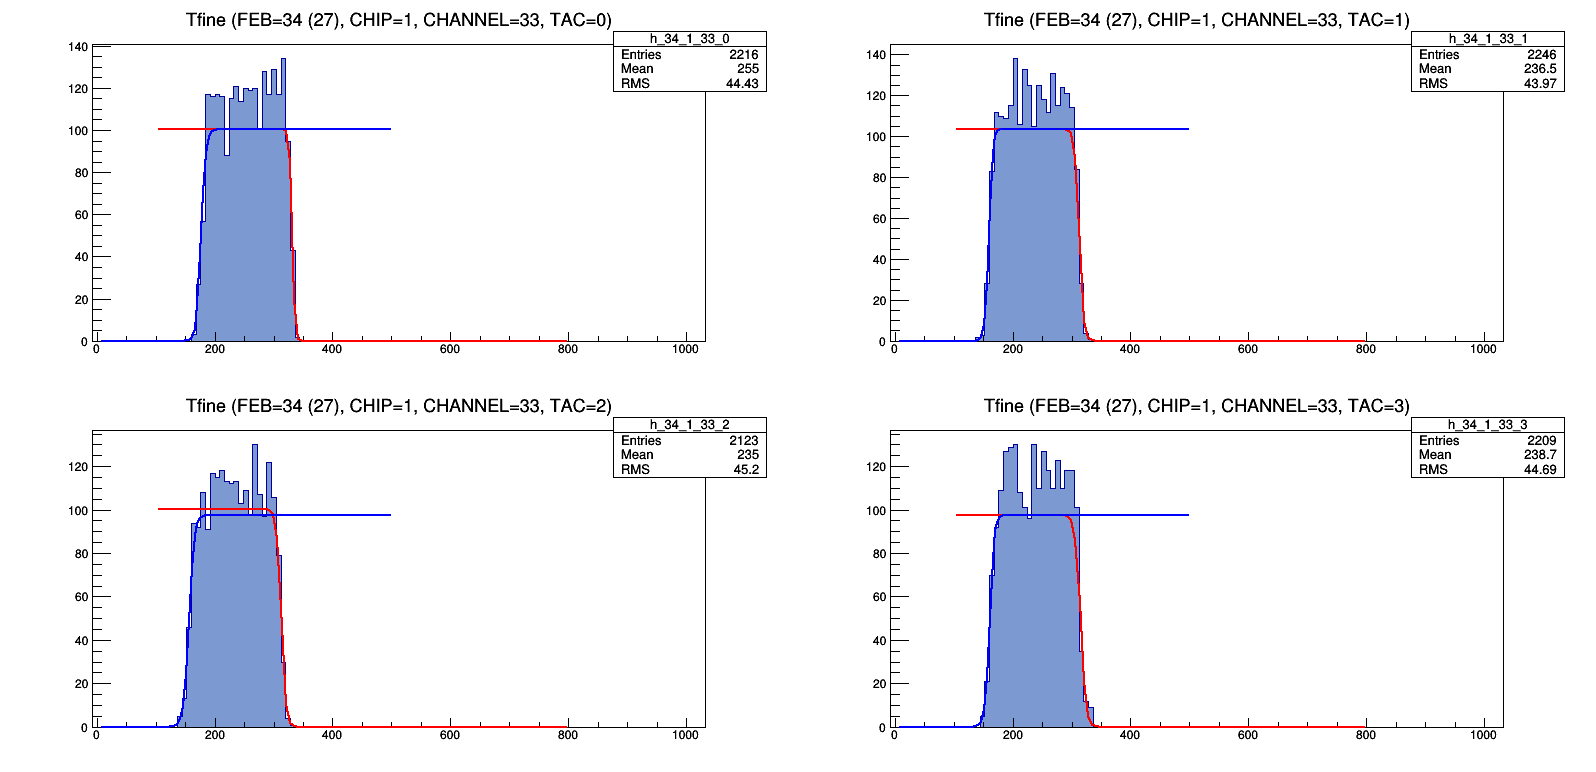 Tfine (FEB=34 (27), CHIP=1, CHANNEL=33, TAC=0)
h_34_1_33_0
Entries 2216
Mean 255
RMS 44.43
140
120
100
80
60
40
20
0
0 200 400 600 800 1000
Tfine (FEB=34 (27), CHIP=1, CHANNEL=33, TAC=1)
h_34_1_33_1
Entries 2246
Mean 236.5
RMS 43.97
140
120
100
80
60
40
20
0
0 200 400 600 800 1000
Tfine (FEB=34 (27), CHIP=1, CHANNEL=33, TAC=2)
h_34_1_33_2
Entries 2123
Mean 235
RMS 45.2
120
100
80
60
40
20
0
0 200 400 600 800 1000
Tfine (FEB=34 (27), CHIP=1, CHANNEL=33, TAC=3)
h_34_1_33_3
Entries 2209
Mean 238.7
RMS 44.69
120
100
80
60
40
20
0
0 200 400 600 800 1000